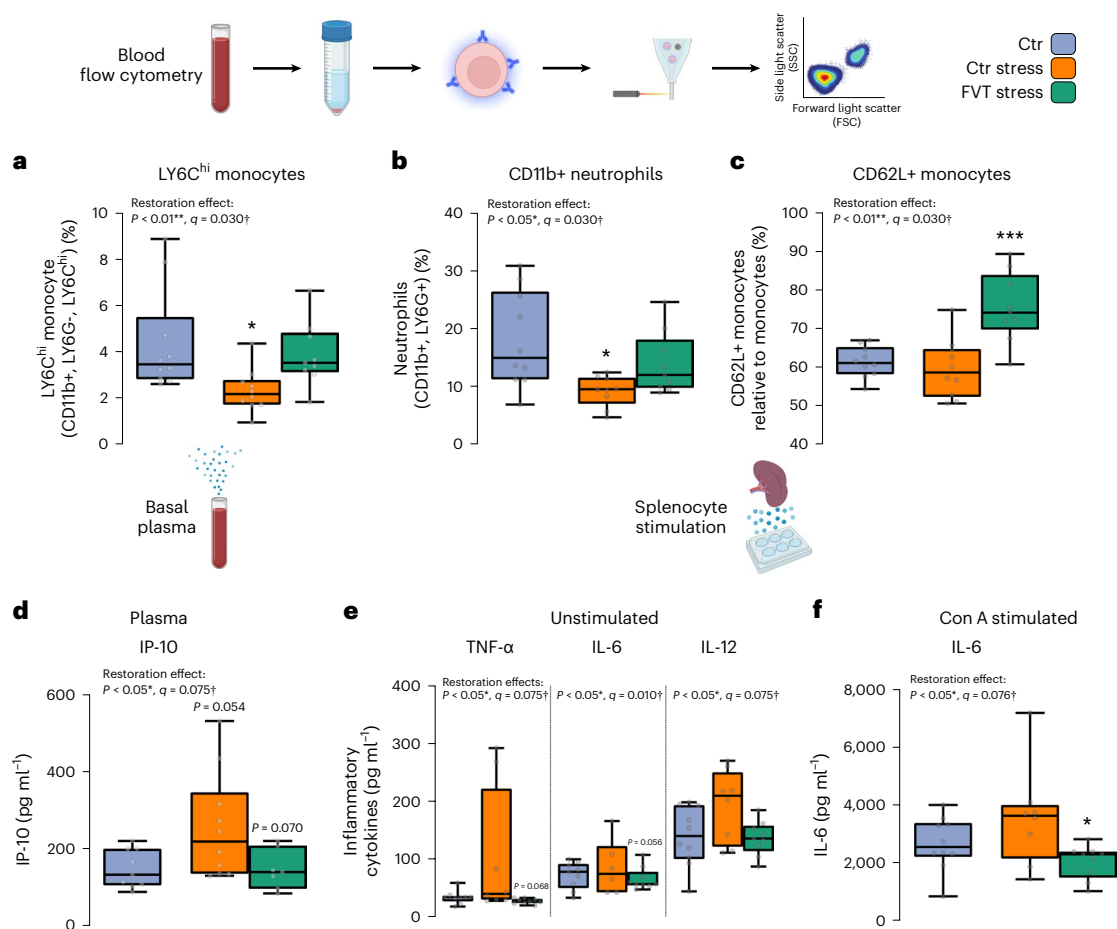 Blood
flow cytometry
Side light scatter
(SSC)
Forward light scatter
(FSC)
Ctr
Ctr stress
FVT stress
a
LY6C^hi monocytes
Restoration effect:
P < 0.01**, q = 0.030†
LY6C^hi monocyte
(CD11b+, LY6G-, LY6C^hi) (%)
10
8
6
4
2
0
*
b
CD11b+ neutrophils
Restoration effect:
P < 0.05*, q = 0.030†
Neutrophils
(CD11b+, LY6G+) (%)
40
30
20
10
0
*
c
CD62L+ monocytes
Restoration effect:
P < 0.01**, q = 0.030†
CD62L+ monocytes
relative to monocytes (%)
100
90
80
70
60
50
40
***
Basal
plasma
Splenocyte
stimulation
d
Plasma
IP-10
Restoration effect:
P < 0.05*, q = 0.075†
P = 0.054
P = 0.070
IP-10 (pg ml⁻¹)
600
400
200
0
e
Unstimulated
TNF-α
IL-6
IL-12
Restoration effects:
P < 0.05*, q = 0.075†
P < 0.05*, q = 0.010†
P < 0.05*, q = 0.075†
Inflammatory
cytokines (pg ml⁻¹)
400
300
200
100
0
P = 0.068
P = 0.056
f
Con A stimulated
IL-6
Restoration effect:
P < 0.05*, q = 0.076†
IL-6 (pg ml⁻¹)
8,000
6,000
4,000
2,000
0
*